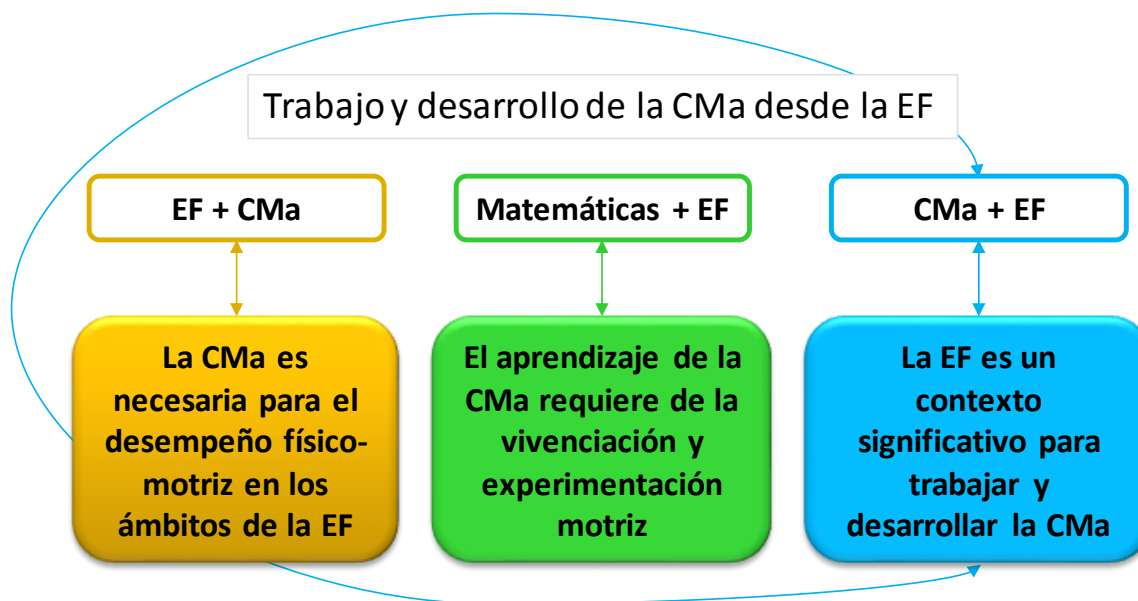 Trabajo y desarrollo de la CMa desde la EF
EF + CMa
Matemáticas + EF
CMa + EF
La CMa es
necesaria para el
desempeño físico-
motriz en los
ámbitos de la EF
El aprendizaje de la
CMa requiere de la
vivenciación y
experimentación
motriz
La EF es un
contexto
significativo para
trabajar y
desarrollar la CMa